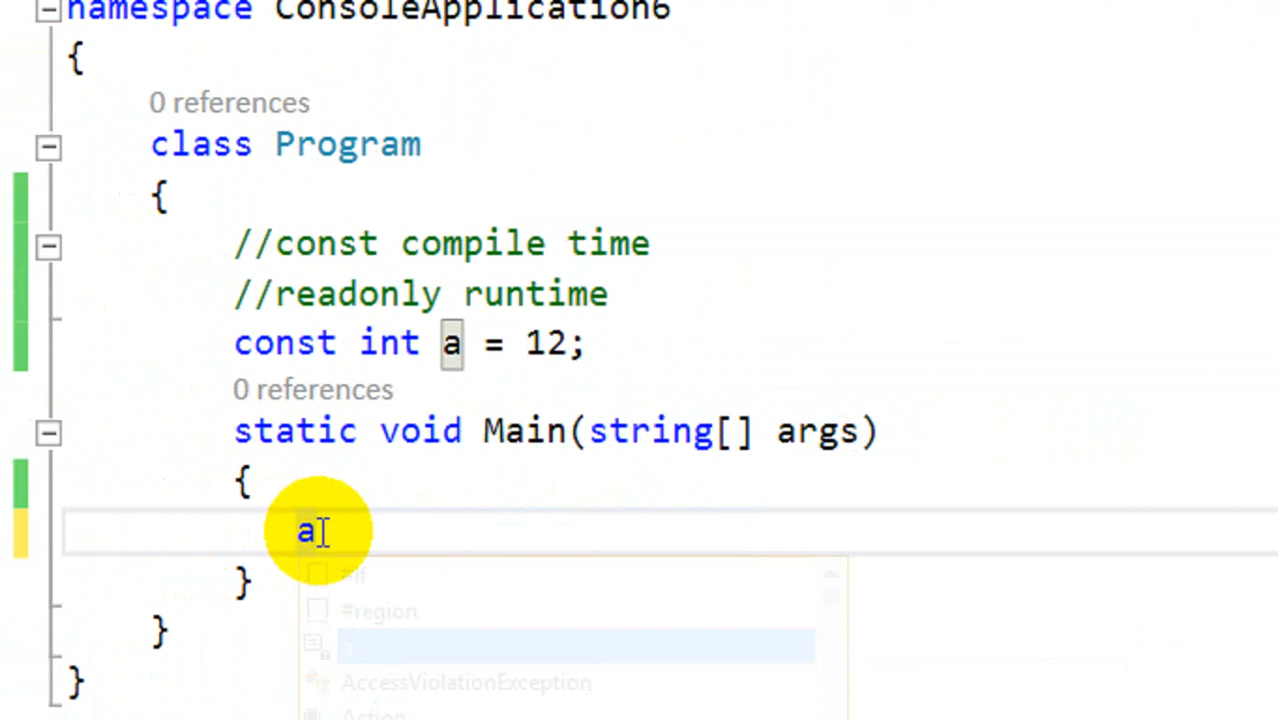 namespace ConsoleApplication6
{
0 references
class Program
{
//const compile time
//readonly runtime
const int a = 12;
0 references
static void Main(string[] args)
{
a
}
#if
#region
a
}
AccessViolationException
}
Action